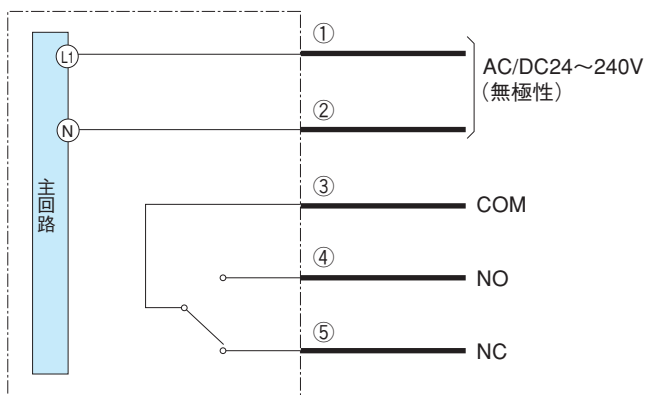 ①
L1
AC/DC24～240V
（無極性）
②
N
③
主回路
COM
④
NO
⑤
NC